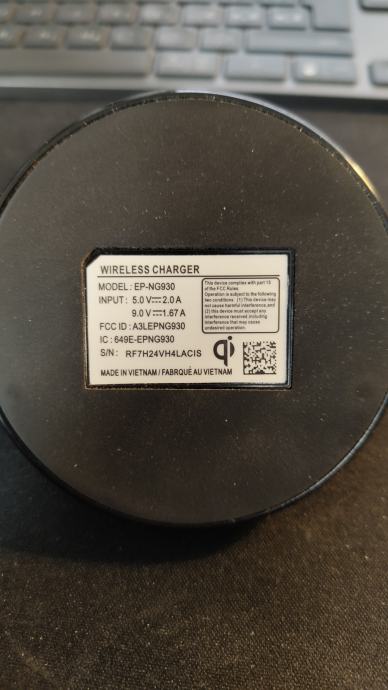 WIRELESS CHARGER
MODEL : EP-NG930
INPUT : 5.0 V⎓2.0 A
9.0 V⎓1.67 A
FCC ID : A3LEPNG930
IC : 649E-EPNG930
S/N : RF7H24VH4LACIS
This device complies with part 15
of the FCC Rules.
Operation is subject to the following
two conditions: (1) This device may
not cause harmful interference, and
(2) this device must accept any
interference received, including
interference that may cause
undesired operation.
qi
MADE IN VIETNAM / FABRIQUÉ AU VIETNAM